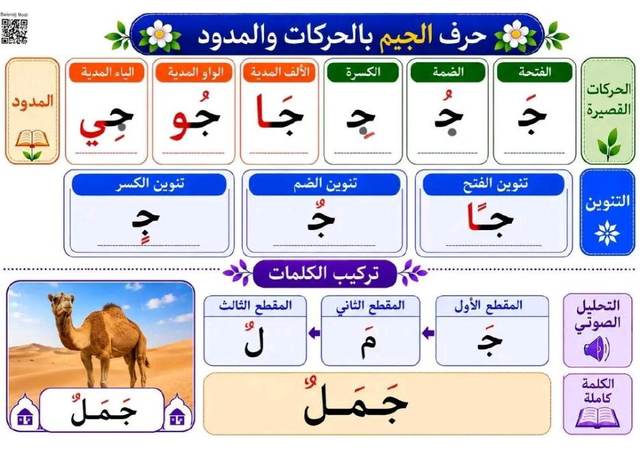 حرف الجيم بالحركات والمدود
الحركات القصيرة
الفتحة
جَ
الضمة
جُ
الكسرة
جِ
المدود
الألف المدية
جَا
الواو المدية
جُو
الياء المدية
جِي
التنوين
تنوين الفتح
جًا
تنوين الضم
جٌ
تنوين الكسر
جٍ
تركيب الكلمات
التحليل الصوتي
المقطع الأول
جَ
المقطع الثاني
مَ
المقطع الثالث
لٌ
الكلمة كاملة
جَمَلٌ
جَمَلٌ